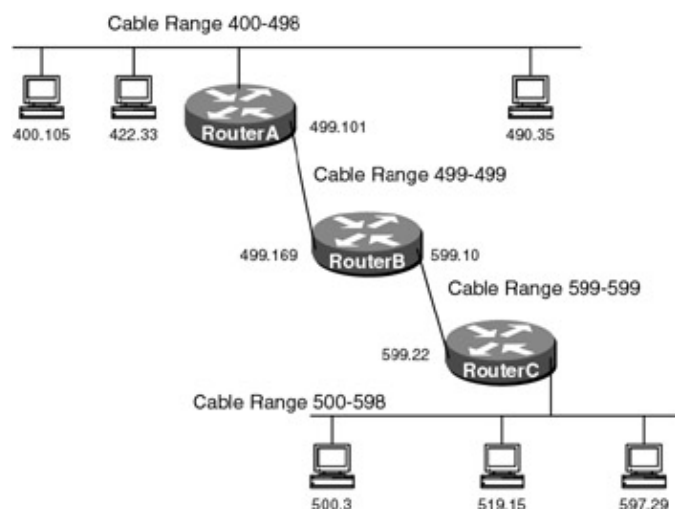 Cable Range 400-498
400.105
422.33
RouterA
499.101
490.35
Cable Range 499-499
499.169
RouterB
599.10
Cable Range 599-599
599.22
RouterC
Cable Range 500-598
500.3
519.15
597.29